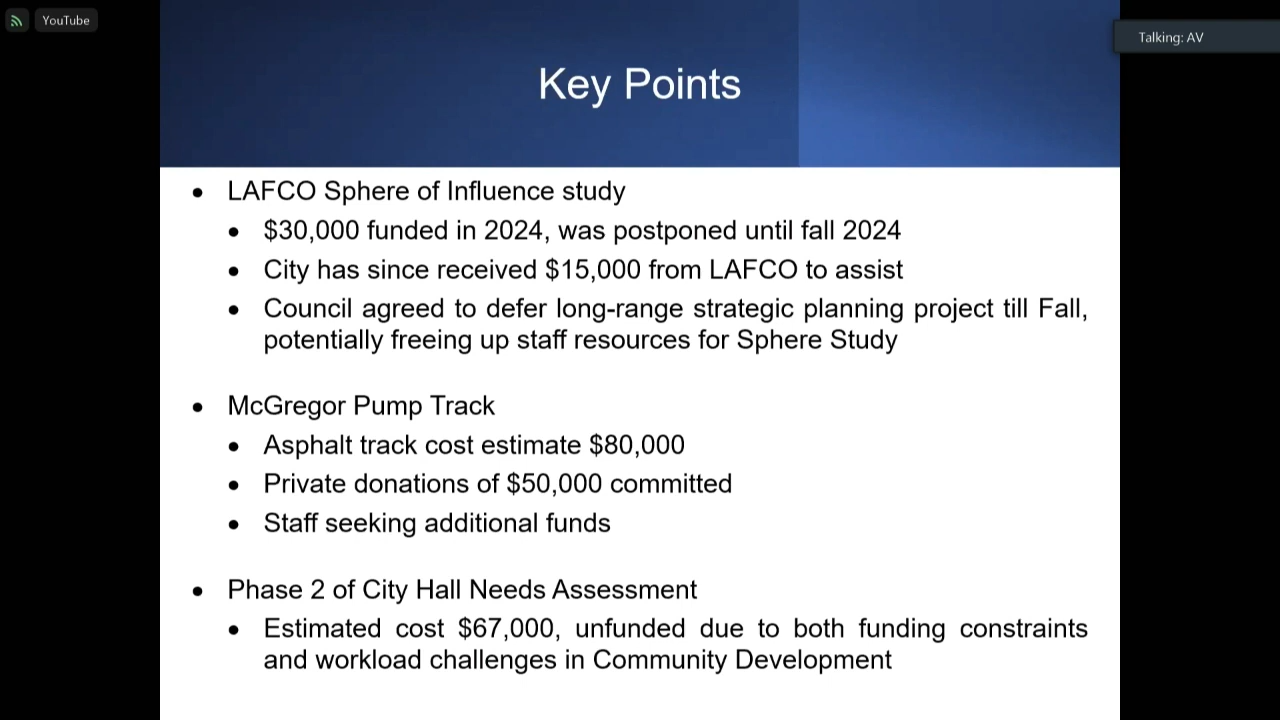 YouTube
Talking: AV
Key Points
• LAFCO Sphere of Influence study
• $30,000 funded in 2024, was postponed until fall 2024
• City has since received $15,000 from LAFCO to assist
• Council agreed to defer long-range strategic planning project till Fall,
potentially freeing up staff resources for Sphere Study
• McGregor Pump Track
• Asphalt track cost estimate $80,000
• Private donations of $50,000 committed
• Staff seeking additional funds
• Phase 2 of City Hall Needs Assessment
• Estimated cost $67,000, unfunded due to both funding constraints
and workload challenges in Community Development